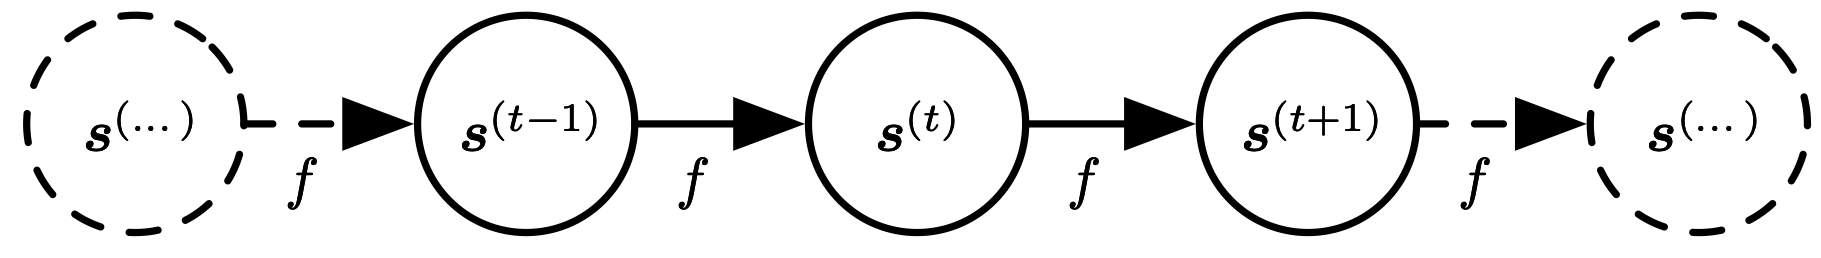 s^(...) s^(t−1) s^(t) s^(t+1) s^(...)
f f f f